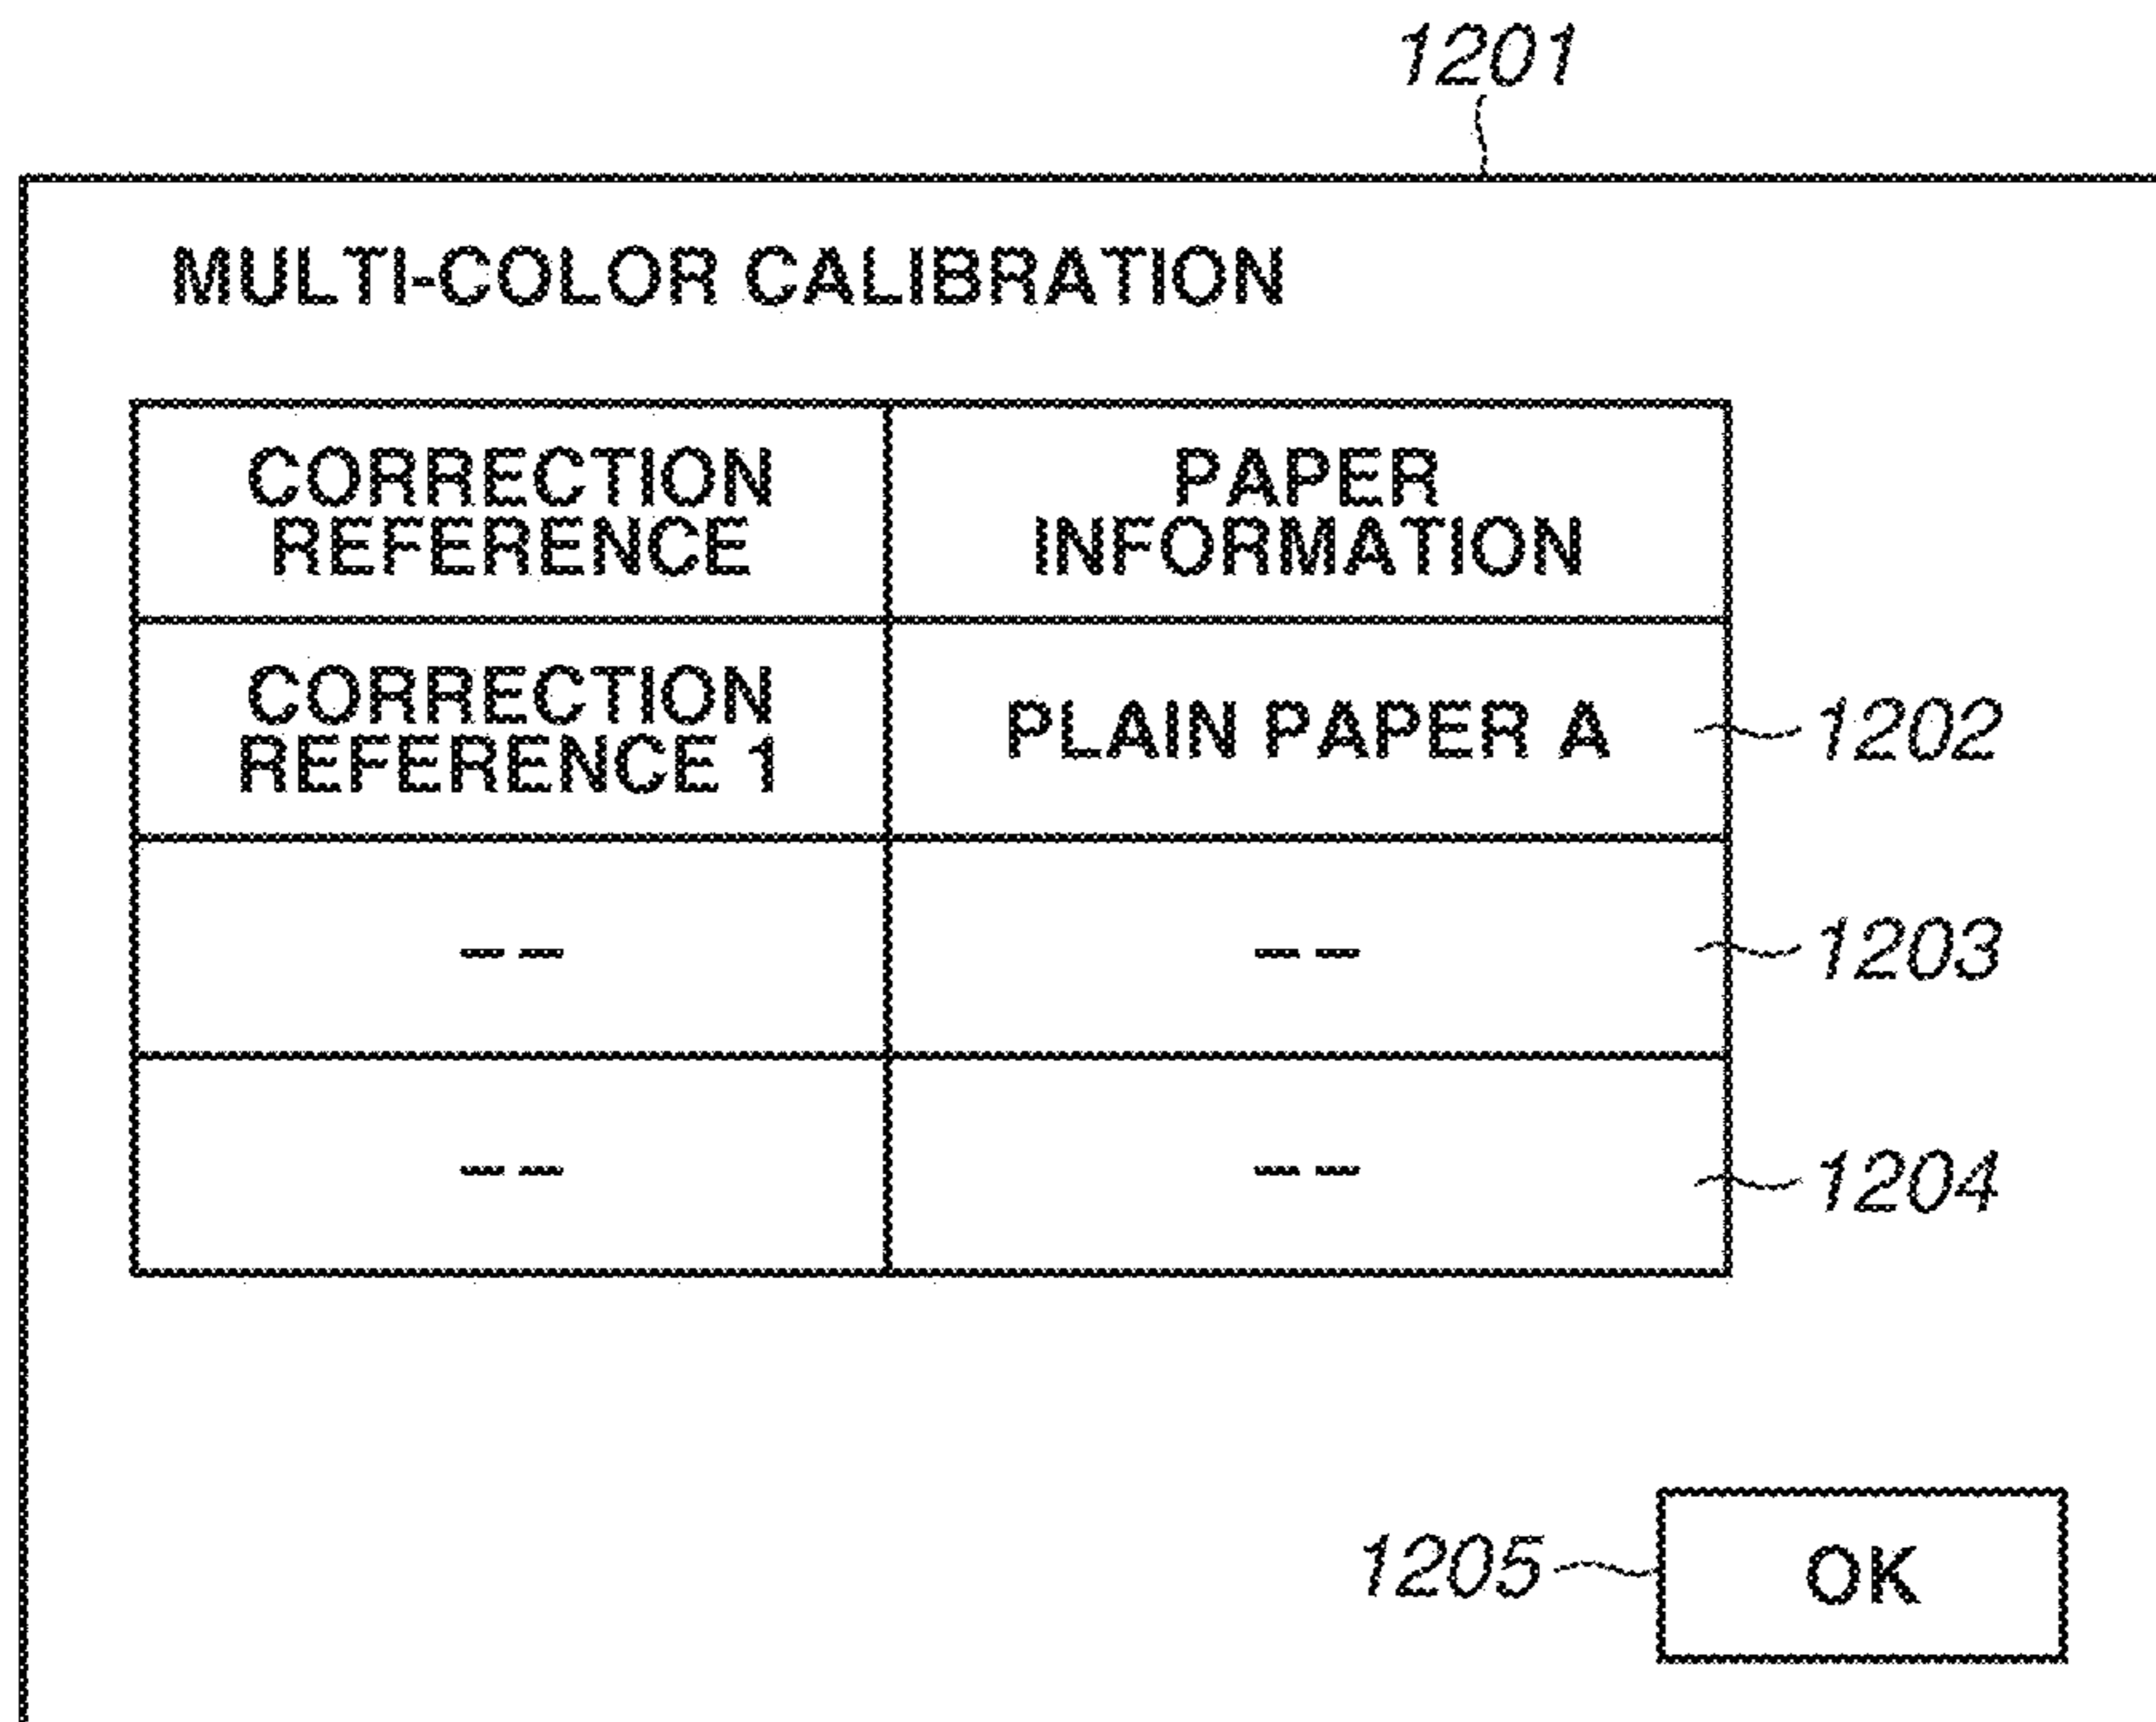 1201
MULTI-COLOR CALIBRATION
CORRECTION
REFERENCE
PAPER
INFORMATION
CORRECTION
REFERENCE 1
PLAIN PAPER A
1202
-- --
1203
-- --
1204
1205
OK